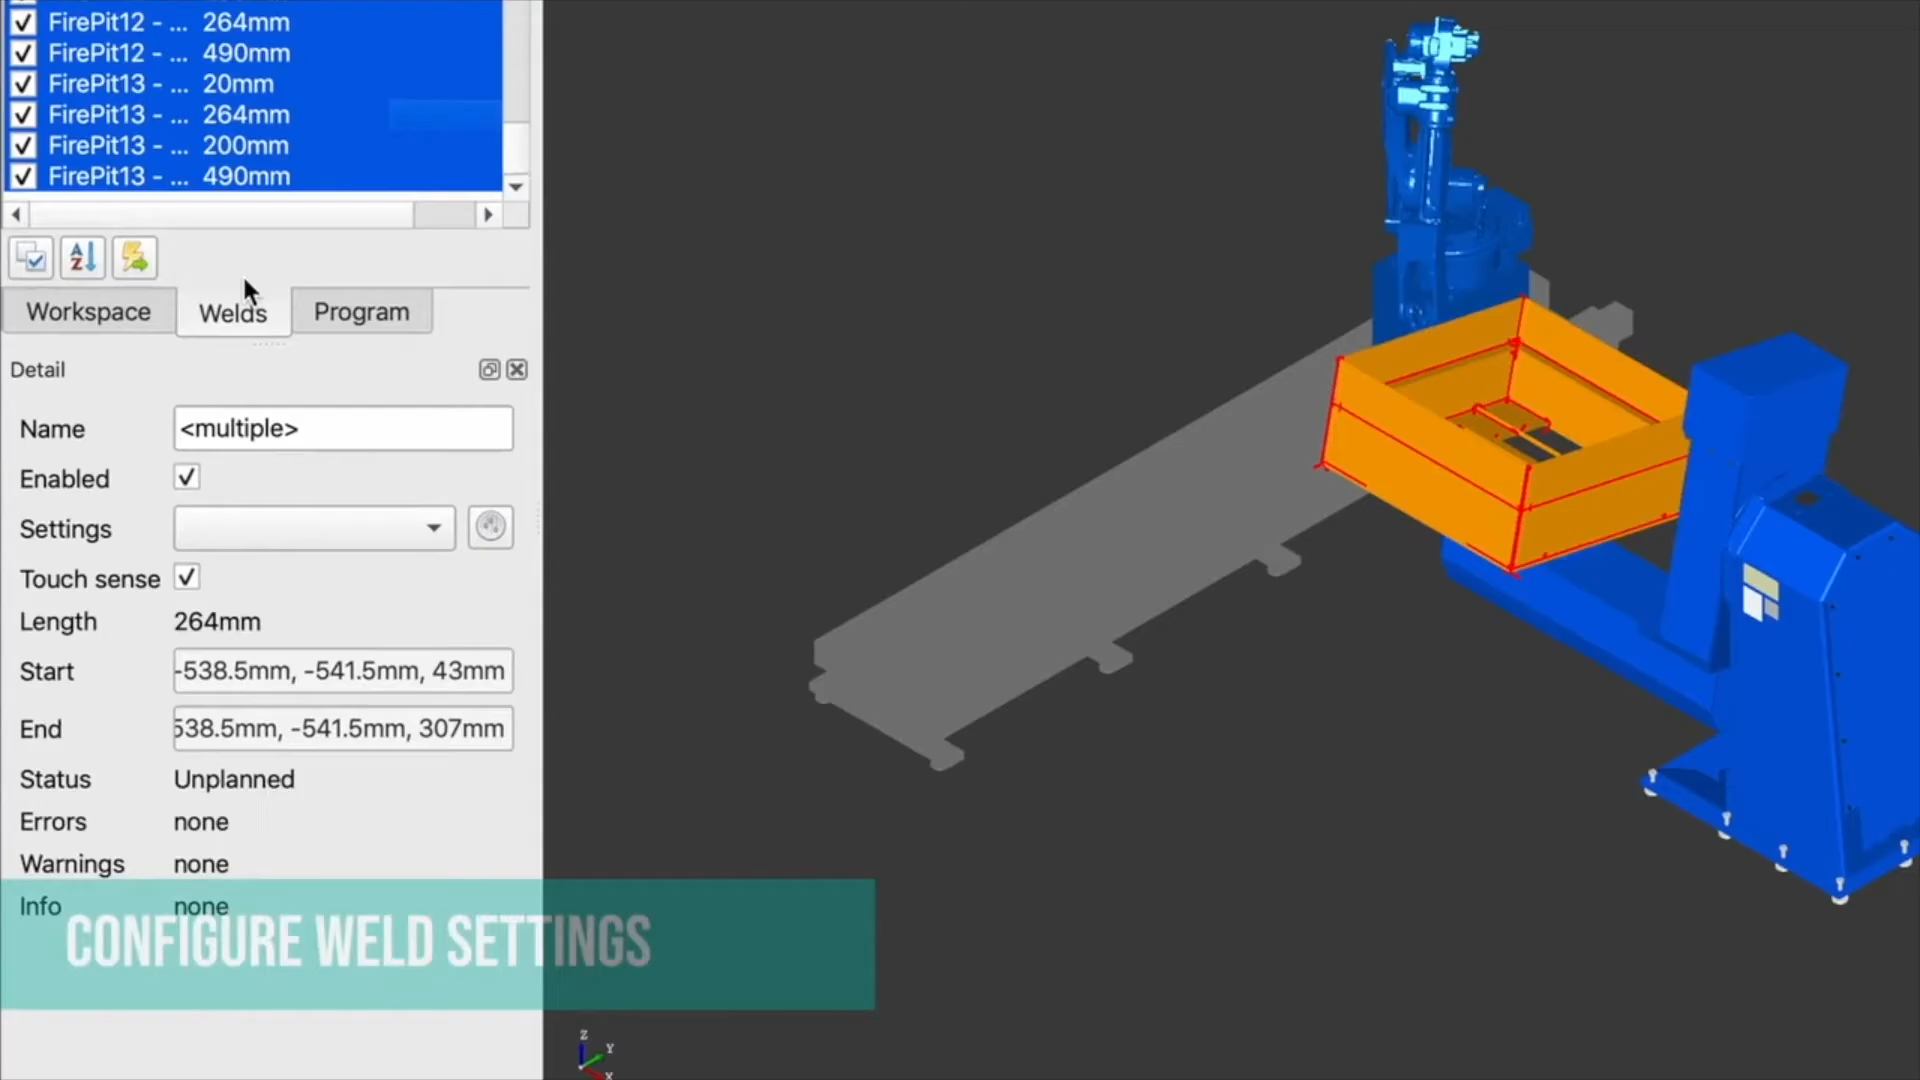 FirePit12 - ... 264mm
FirePit12 - ... 490mm
FirePit13 - ... 20mm
FirePit13 - ... 264mm
FirePit13 - ... 200mm
FirePit13 - ... 490mm
A
Z
Workspace Welds Program
Detail
Name <multiple>
Enabled
Settings
Touch sense
Length 264mm
Start -538.5mm, -541.5mm, 43mm
End 538.5mm, -541.5mm, 307mm
Status Unplanned
Errors none
Warnings none
Info none
CONFIGURE WELD SETTINGS
Z
Y
X